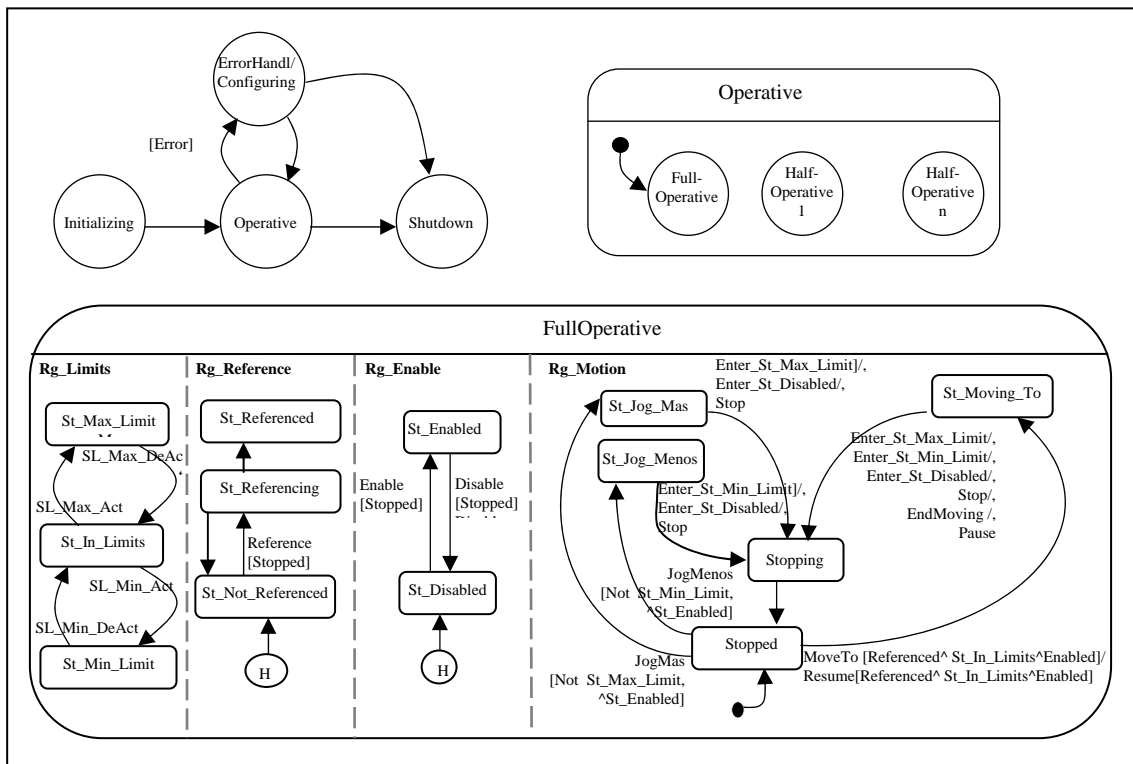 ErrorHandl/
Configuring
[Error]
Initializing
Operative
Shutdown
Operative
Full-
Operative
Half-
Operative
1
Half-
Operative
n
FullOperative
Rg_Limits
St_Max_Limit
SL_Max_DeAc
SL_Max_Act
St_In_Limits
SL_Min_Act
SL_Min_DeAct
St_Min_Limit
Rg_Reference
St_Referenced
St_Referencing
Reference
[Stopped]
St_Not_Referenced
H
Rg_Enable
St_Enabled
Enable
[Stopped]
Disable
[Stopped]
St_Disabled
H
Rg_Motion
Enter_St_Max_Limit]/,
Enter_St_Disabled/,
Stop
St_Jog_Mas
St_Moving_To
St_Jog_Menos
Enter_St_Max_Limit/,
Enter_St_Min_Limit/,
Enter_St_Disabled/,
Stop/,
EndMoving /,
Pause
Enter_St_Min_Limit]/,
Enter_St_Disabled/,
Stop
Stopping
JogMenos
[Not St_Min_Limit,
^St_Enabled]
Stopped
JogMas
[Not St_Max_Limit,
^St_Enabled]
MoveTo [Referenced^ St_In_Limits^Enabled]/
Resume[Referenced^ St_In_Limits^Enabled]